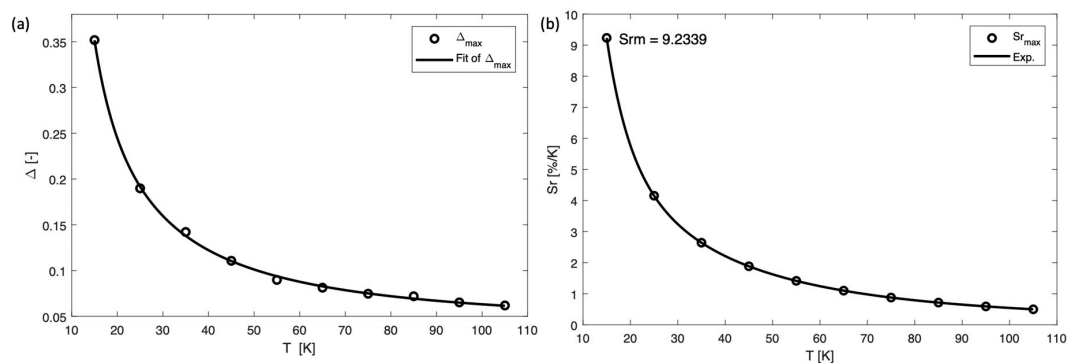 (a)
0.35
0.3
0.25
0.2
0.15
0.1
0.05
Δ [-]
10 20 30 40 50 60 70 80 90 100 110
T [K]
Δmax
Fit of Δmax
(b)
10
9
8
7
6
5
4
3
2
1
0
Sr [%/K]
10 20 30 40 50 60 70 80 90 100 110
T [K]
Srm = 9.2339
Srmax
Exp.